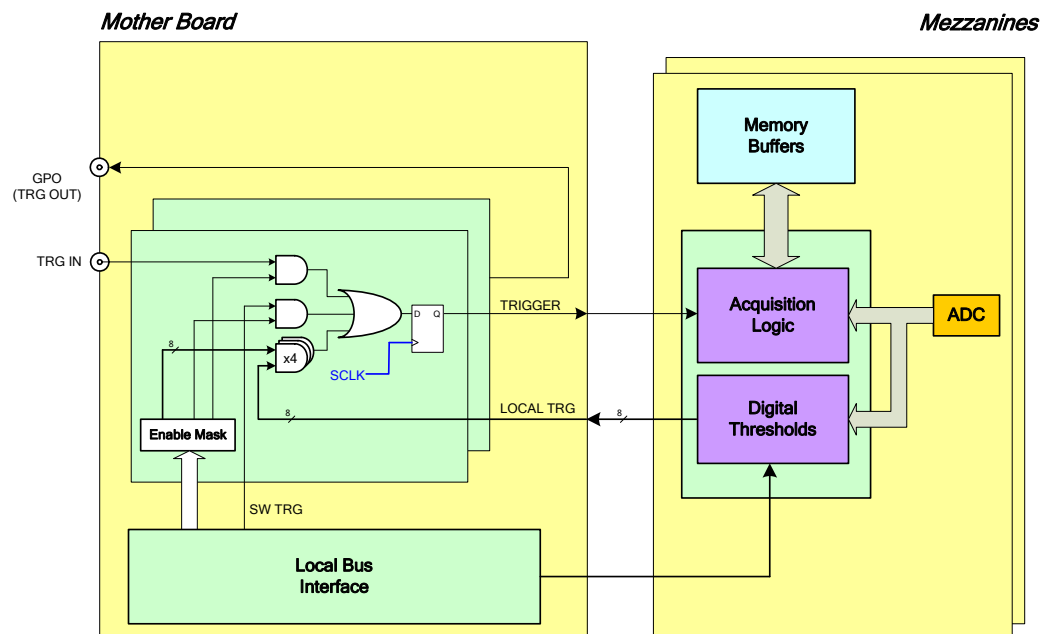 Mother Board
Mezzanines
Memory
Buffers
GPO
(TRG OUT)
TRG IN
TRIGGER
D Q
Acquisition
Logic
ADC
8
x4
SCLK
LOCAL TRG
8
8
Digital
Thresholds
Enable Mask
SW TRG
Local Bus
Interface